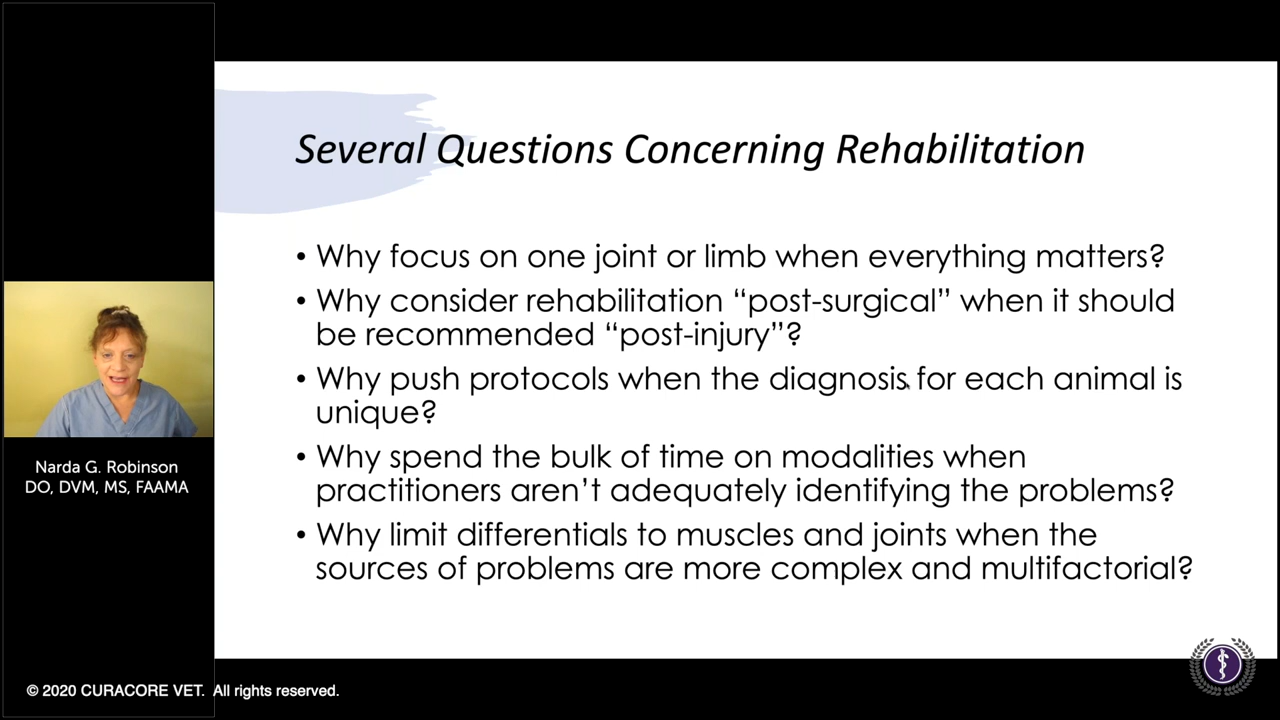 Several Questions Concerning Rehabilitation
• Why focus on one joint or limb when everything matters?
• Why consider rehabilitation “post-surgical” when it should
be recommended “post-injury”?
• Why push protocols when the diagnosis for each animal is
unique?
• Why spend the bulk of time on modalities when
practitioners aren’t adequately identifying the problems?
• Why limit differentials to muscles and joints when the
sources of problems are more complex and multifactorial?
Narda G. Robinson
DO, DVM, MS, FAAMA
© 2020 CURACORE VET. All rights reserved.